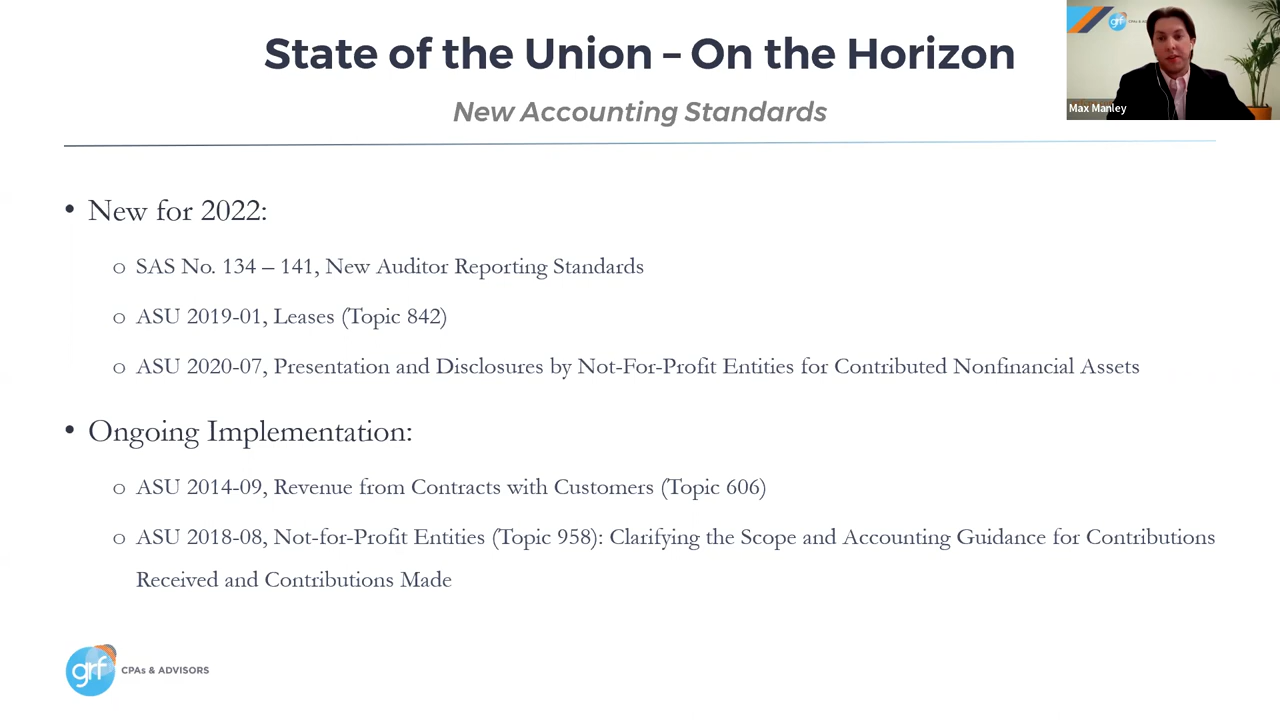 State of the Union – On the Horizon
New Accounting Standards
Max Manley
• New for 2022:
o SAS No. 134 – 141, New Auditor Reporting Standards
o ASU 2019-01, Leases (Topic 842)
o ASU 2020-07, Presentation and Disclosures by Not-For-Profit Entities for Contributed Nonfinancial Assets
• Ongoing Implementation:
o ASU 2014-09, Revenue from Contracts with Customers (Topic 606)
o ASU 2018-08, Not-for-Profit Entities (Topic 958): Clarifying the Scope and Accounting Guidance for Contributions
Received and Contributions Made
grf CPAs & ADVISORS